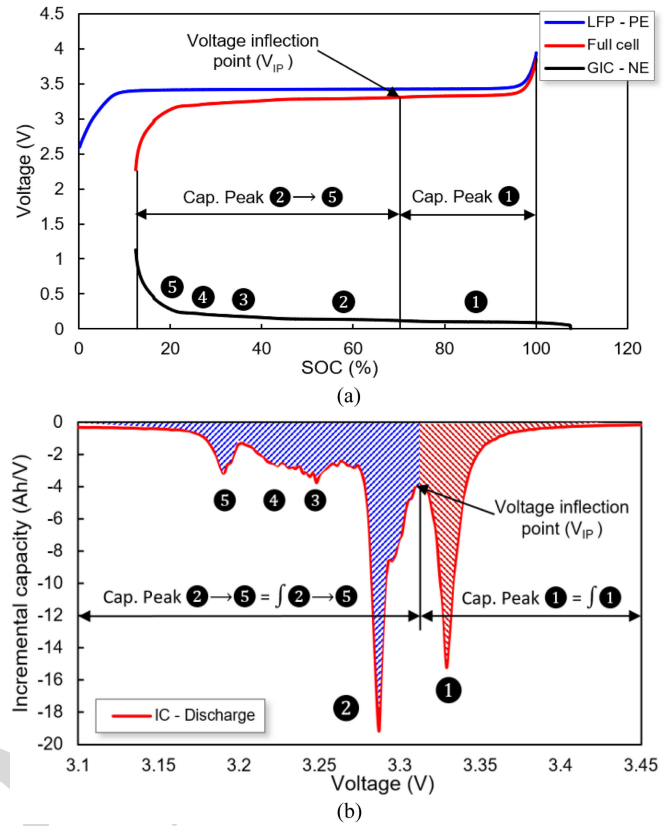 4.5
4
3.5
3
2.5
2
1.5
1
0.5
0
Voltage (V)
Voltage inflection
point (V_IP)
LFP - PE
Full cell
GIC - NE
Cap. Peak ❷ → ❺
Cap. Peak ❶
❺ ❹ ❸ ❷ ❶
0 20 40 60 80 100 120
SOC (%)
(a)
0
-2
-4
-6
-8
-10
-12
-14
-16
-18
-20
Incremental capacity (Ah/V)
❺ ❹ ❸
Voltage inflection
point (V_IP)
Cap. Peak ❷ → ❺ = ∫ ❷ → ❺
Cap. Peak ❶ = ∫ ❶
❷ ❶
IC - Discharge
3.1 3.15 3.2 3.25 3.3 3.35 3.4 3.45
Voltage (V)
(b)